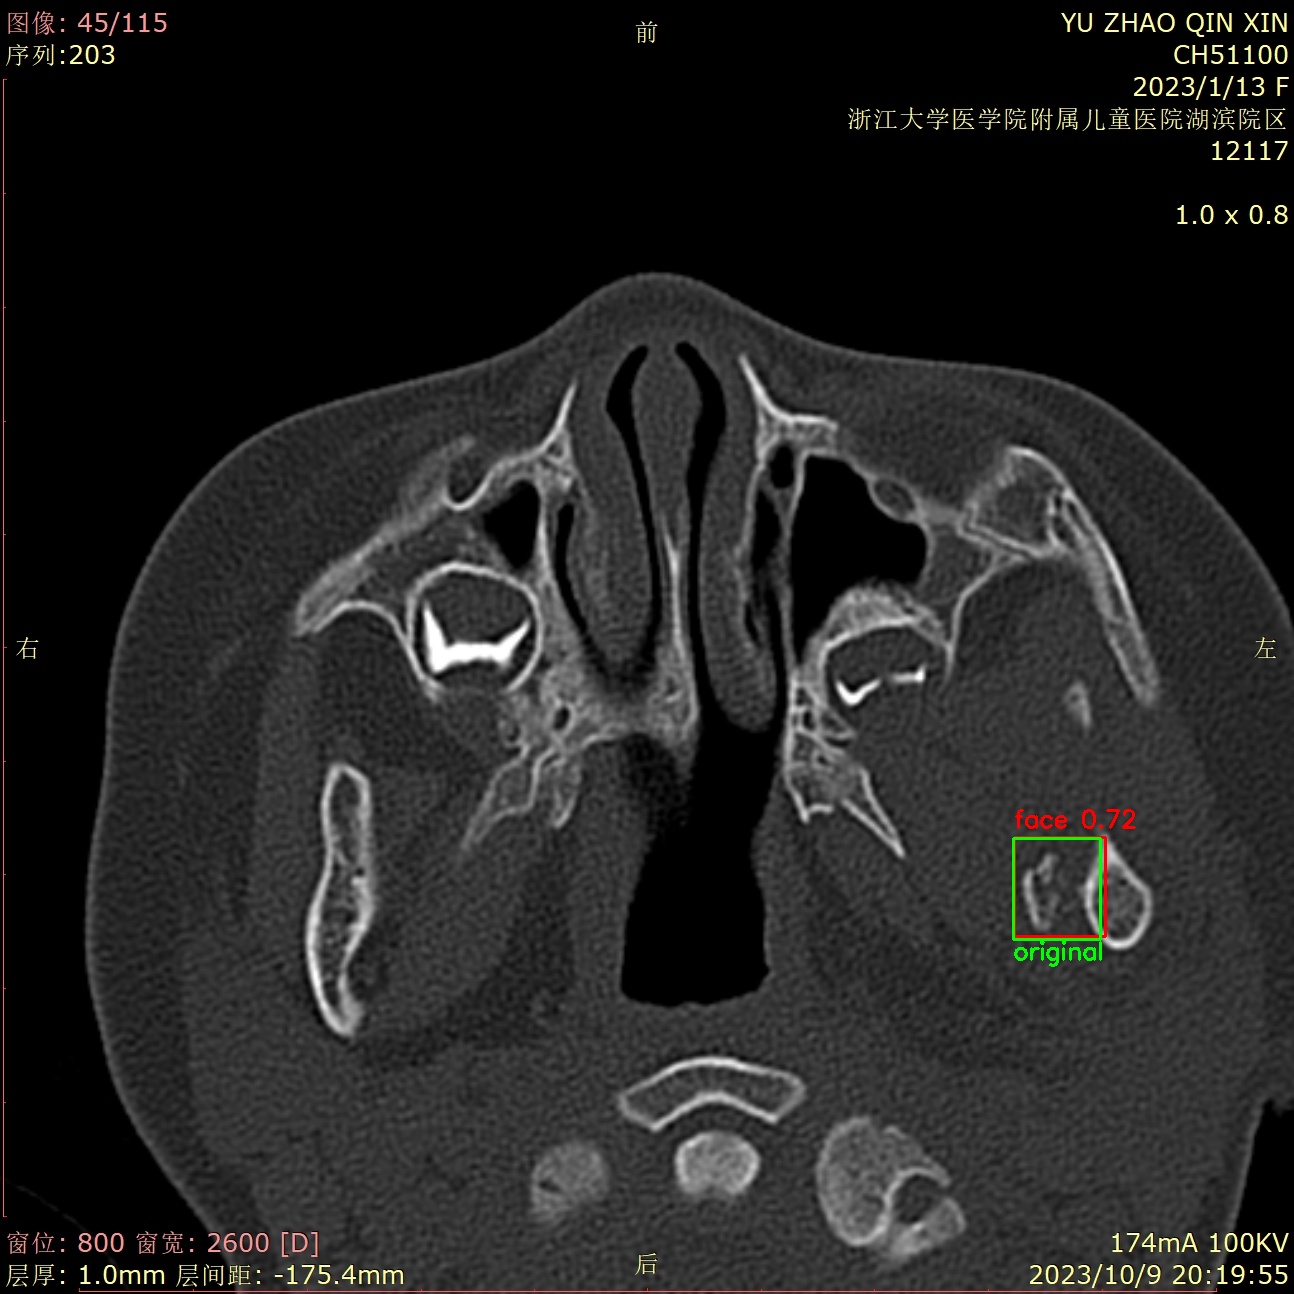 图像: 45/115
序列:203
前
YU ZHAO QIN XIN
CH51100
2023/1/13 F
浙江大学医学院附属儿童医院湖滨院区
12117
1.0 x 0.8
右
左
face 0.72
original
窗位: 800 窗宽: 2600 [D]
层厚: 1.0mm 层间距: -175.4mm
后
174mA 100KV
2023/10/9 20:19:55